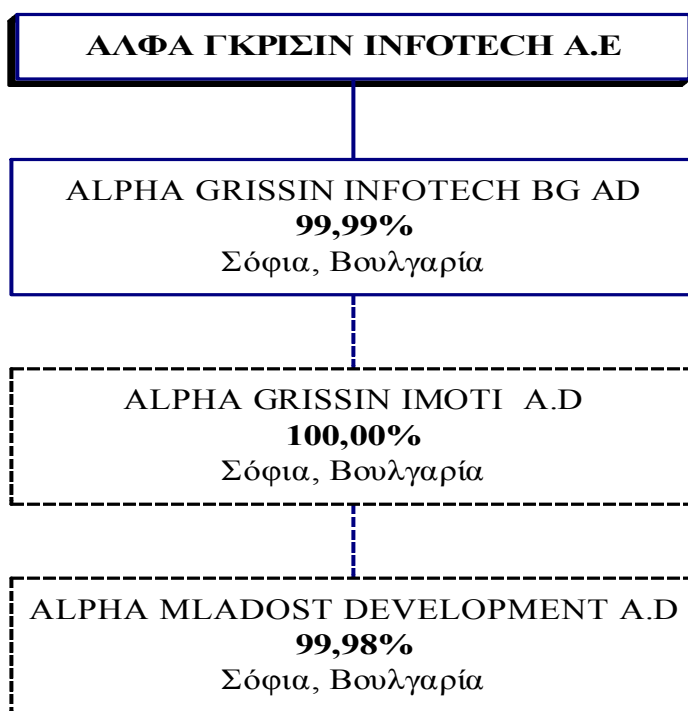 ΑΛΦΑ ΓΚΡΙΣΙΝ INFOTECH Α.Ε
ALPHA GRISSIN INFOTECH BG AD
99,99%
Σόφια, Βουλγαρία
ALPHA GRISSIN IMOTI A.D
100,00%
Σόφια, Βουλγαρία
ALPHA MLADOST DEVELOPMENT A.D
99,98%
Σόφια, Βουλγαρία